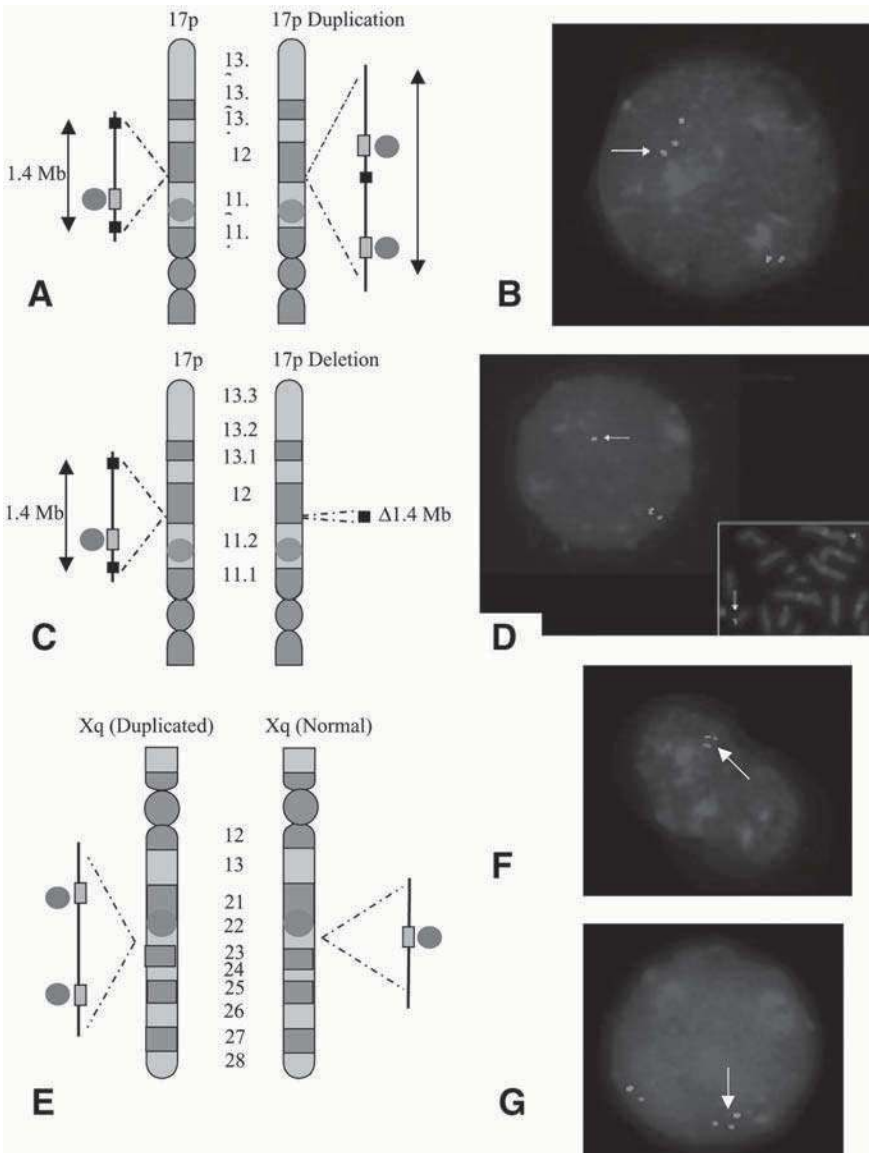 17p 17p Duplication
13.
13.
13.
12
11.
11.
1.4 Mb
A
B
17p 17p Deletion
13.3
13.2
13.1
12
11.2
11.1
1.4 Mb
Δ1.4 Mb
C
D
Xq (Duplicated) Xq (Normal)
12
13
21
22
23
24
25
26
27
28
E
F
G